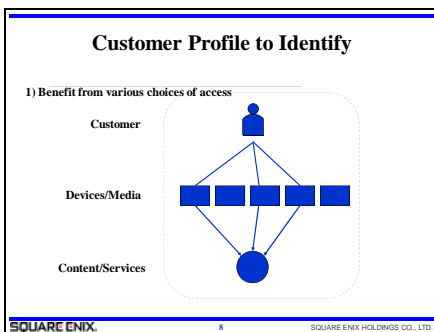 Customer Profile to Identify
1) Benefit from various choices of access
Customer
Devices/Media
Content/Services
SQUARE ENIX.
8
SQUARE ENIX HOLDINGS CO., LTD.